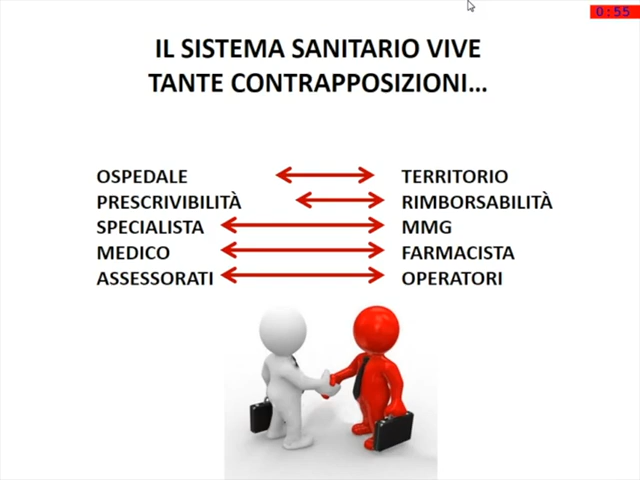 0:55
IL SISTEMA SANITARIO VIVE
TANTE CONTRAPPOSIZIONI...
OSPEDALE TERRITORIO
PRESCRIVIBILITÀ RIMBORSABILITÀ
SPECIALISTA MMG
MEDICO FARMACISTA
ASSESSORATI OPERATORI